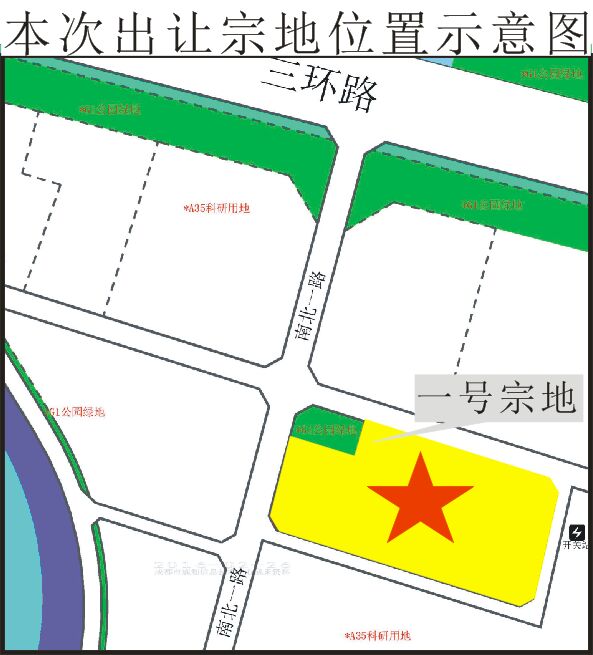 本次出让宗地位置示意图
*G1公园绿地
三环路
*G1公园绿地
*A35科研用地
*G1公园绿地
南北一路
一号宗地
*G1公园绿地
*G1公园绿地
开关站
南北一路
*A35科研用地